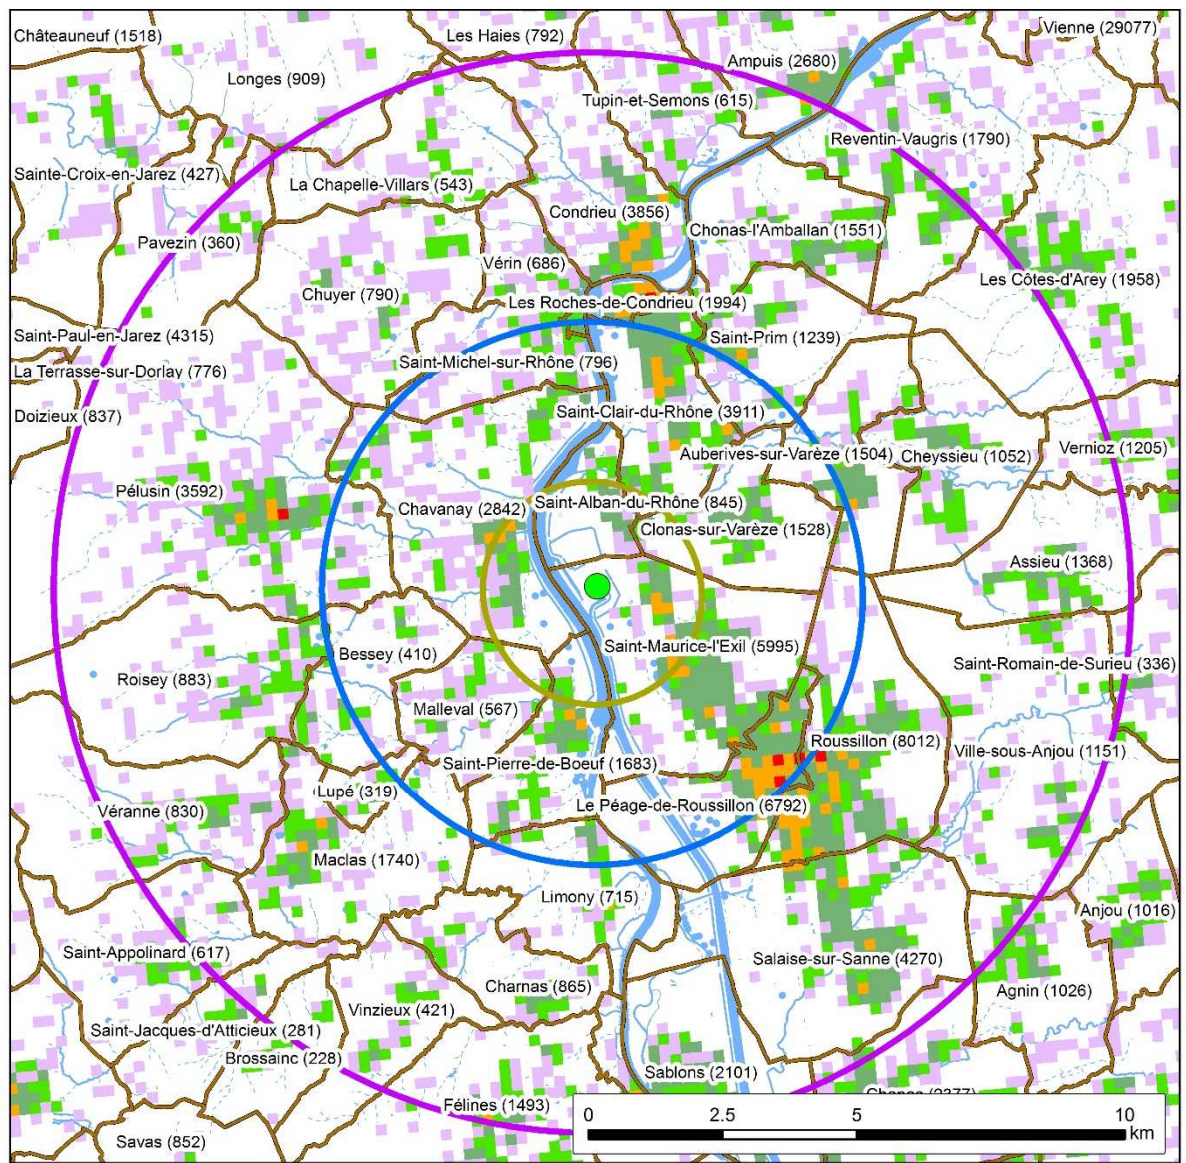 Châteauneuf (1518)
Les Haies (792)
Vienne (29077)
Longes (909)
Ampuis (2680)
Tupin-et-Semons (615)
Reventin-Vaugris (1790)
Sainte-Croix-en-Jarez (427)
La Chapelle-Villars (543)
Condrieu (3856)
Chonas-l'Amballan (1551)
Pavezin (360)
Vérin (686)
Les Côtes-d'Arey (1958)
Chuyer (790)
Les Roches-de-Condrieu (1994)
Saint-Paul-en-Jarez (4315)
Saint-Prim (1239)
Saint-Michel-sur-Rhône (796)
La Terrasse-sur-Dorlay (776)
Doizieux (837)
Saint-Clair-du-Rhône (3911)
Auberives-sur-Varèze (1504)
Cheyssieu (1052)
Vernioz (1205)
Pélusin (3592)
Chavanay (2842)
Saint-Alban-du-Rhône (845)
Clonas-sur-Varèze (1528)
Assieu (1368)
Saint-Maurice-l'Exil (5995)
Bessey (410)
Saint-Romain-de-Surieu (336)
Roisey (883)
Malleval (567)
Roussillon (8012)
Ville-sous-Anjou (1151)
Saint-Pierre-de-Boeuf (1683)
Lupé (319)
Le Péage-de-Roussillon (6792)
Véranne (830)
Maclas (1740)
Limony (715)
Anjou (1016)
Saint-Appolinard (617)
Salaise-sur-Sanne (4270)
Charnas (865)
Agnin (1026)
Vinzieux (421)
Saint-Jacques-d'Atticieux (281)
Brossainc (228)
Sablons (2101)
Félines (1493)
Savas (852)
0 2.5 5 10
km